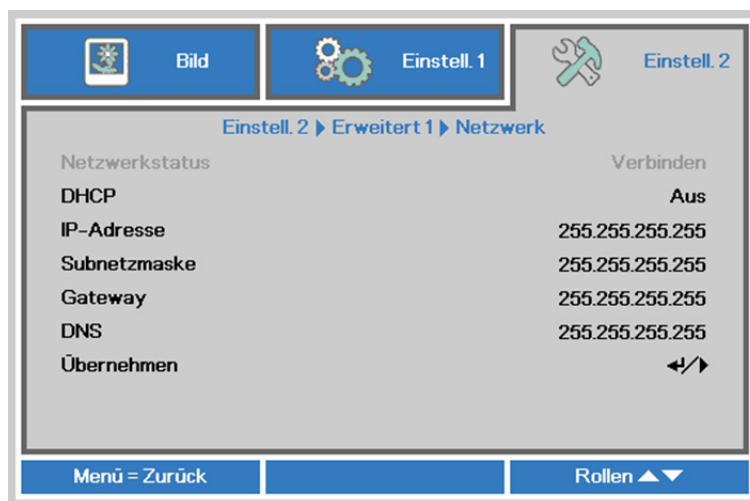 Bild
Einstell. 1
Einstell. 2
Einstell. 2 Erweitert 1 Netzwerk
Netzwerkstatus Verbinden
DHCP Aus
IP-Adresse 255.255.255.255
Subnetzmaske 255.255.255.255
Gateway 255.255.255.255
DNS 255.255.255.255
Übernehmen
Menü = Zurück
Rollen